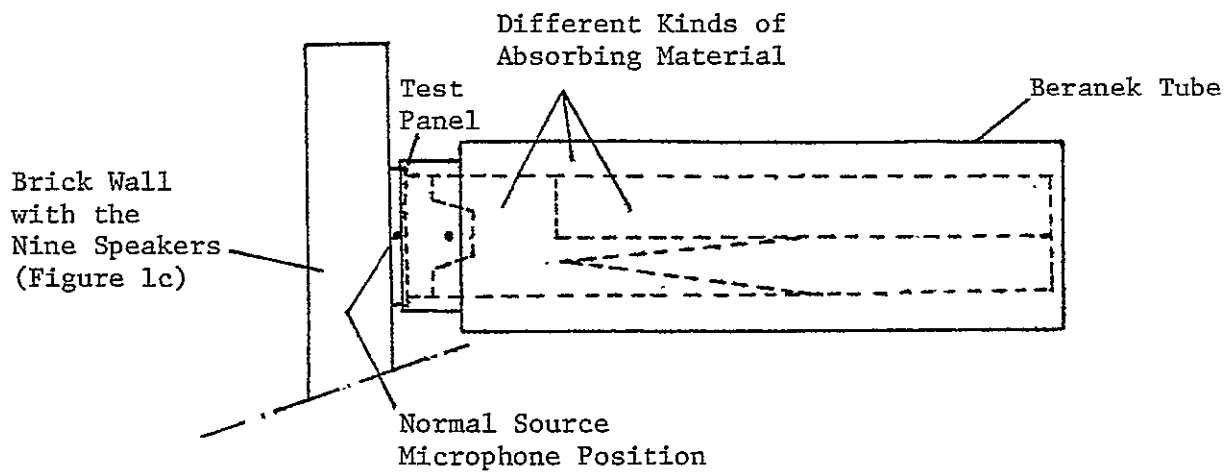 Different Kinds of
Absorbing Material
Test
Panel
Beranek Tube
Brick Wall
with the
Nine Speakers
(Figure 1c)
Normal Source
Microphone Position